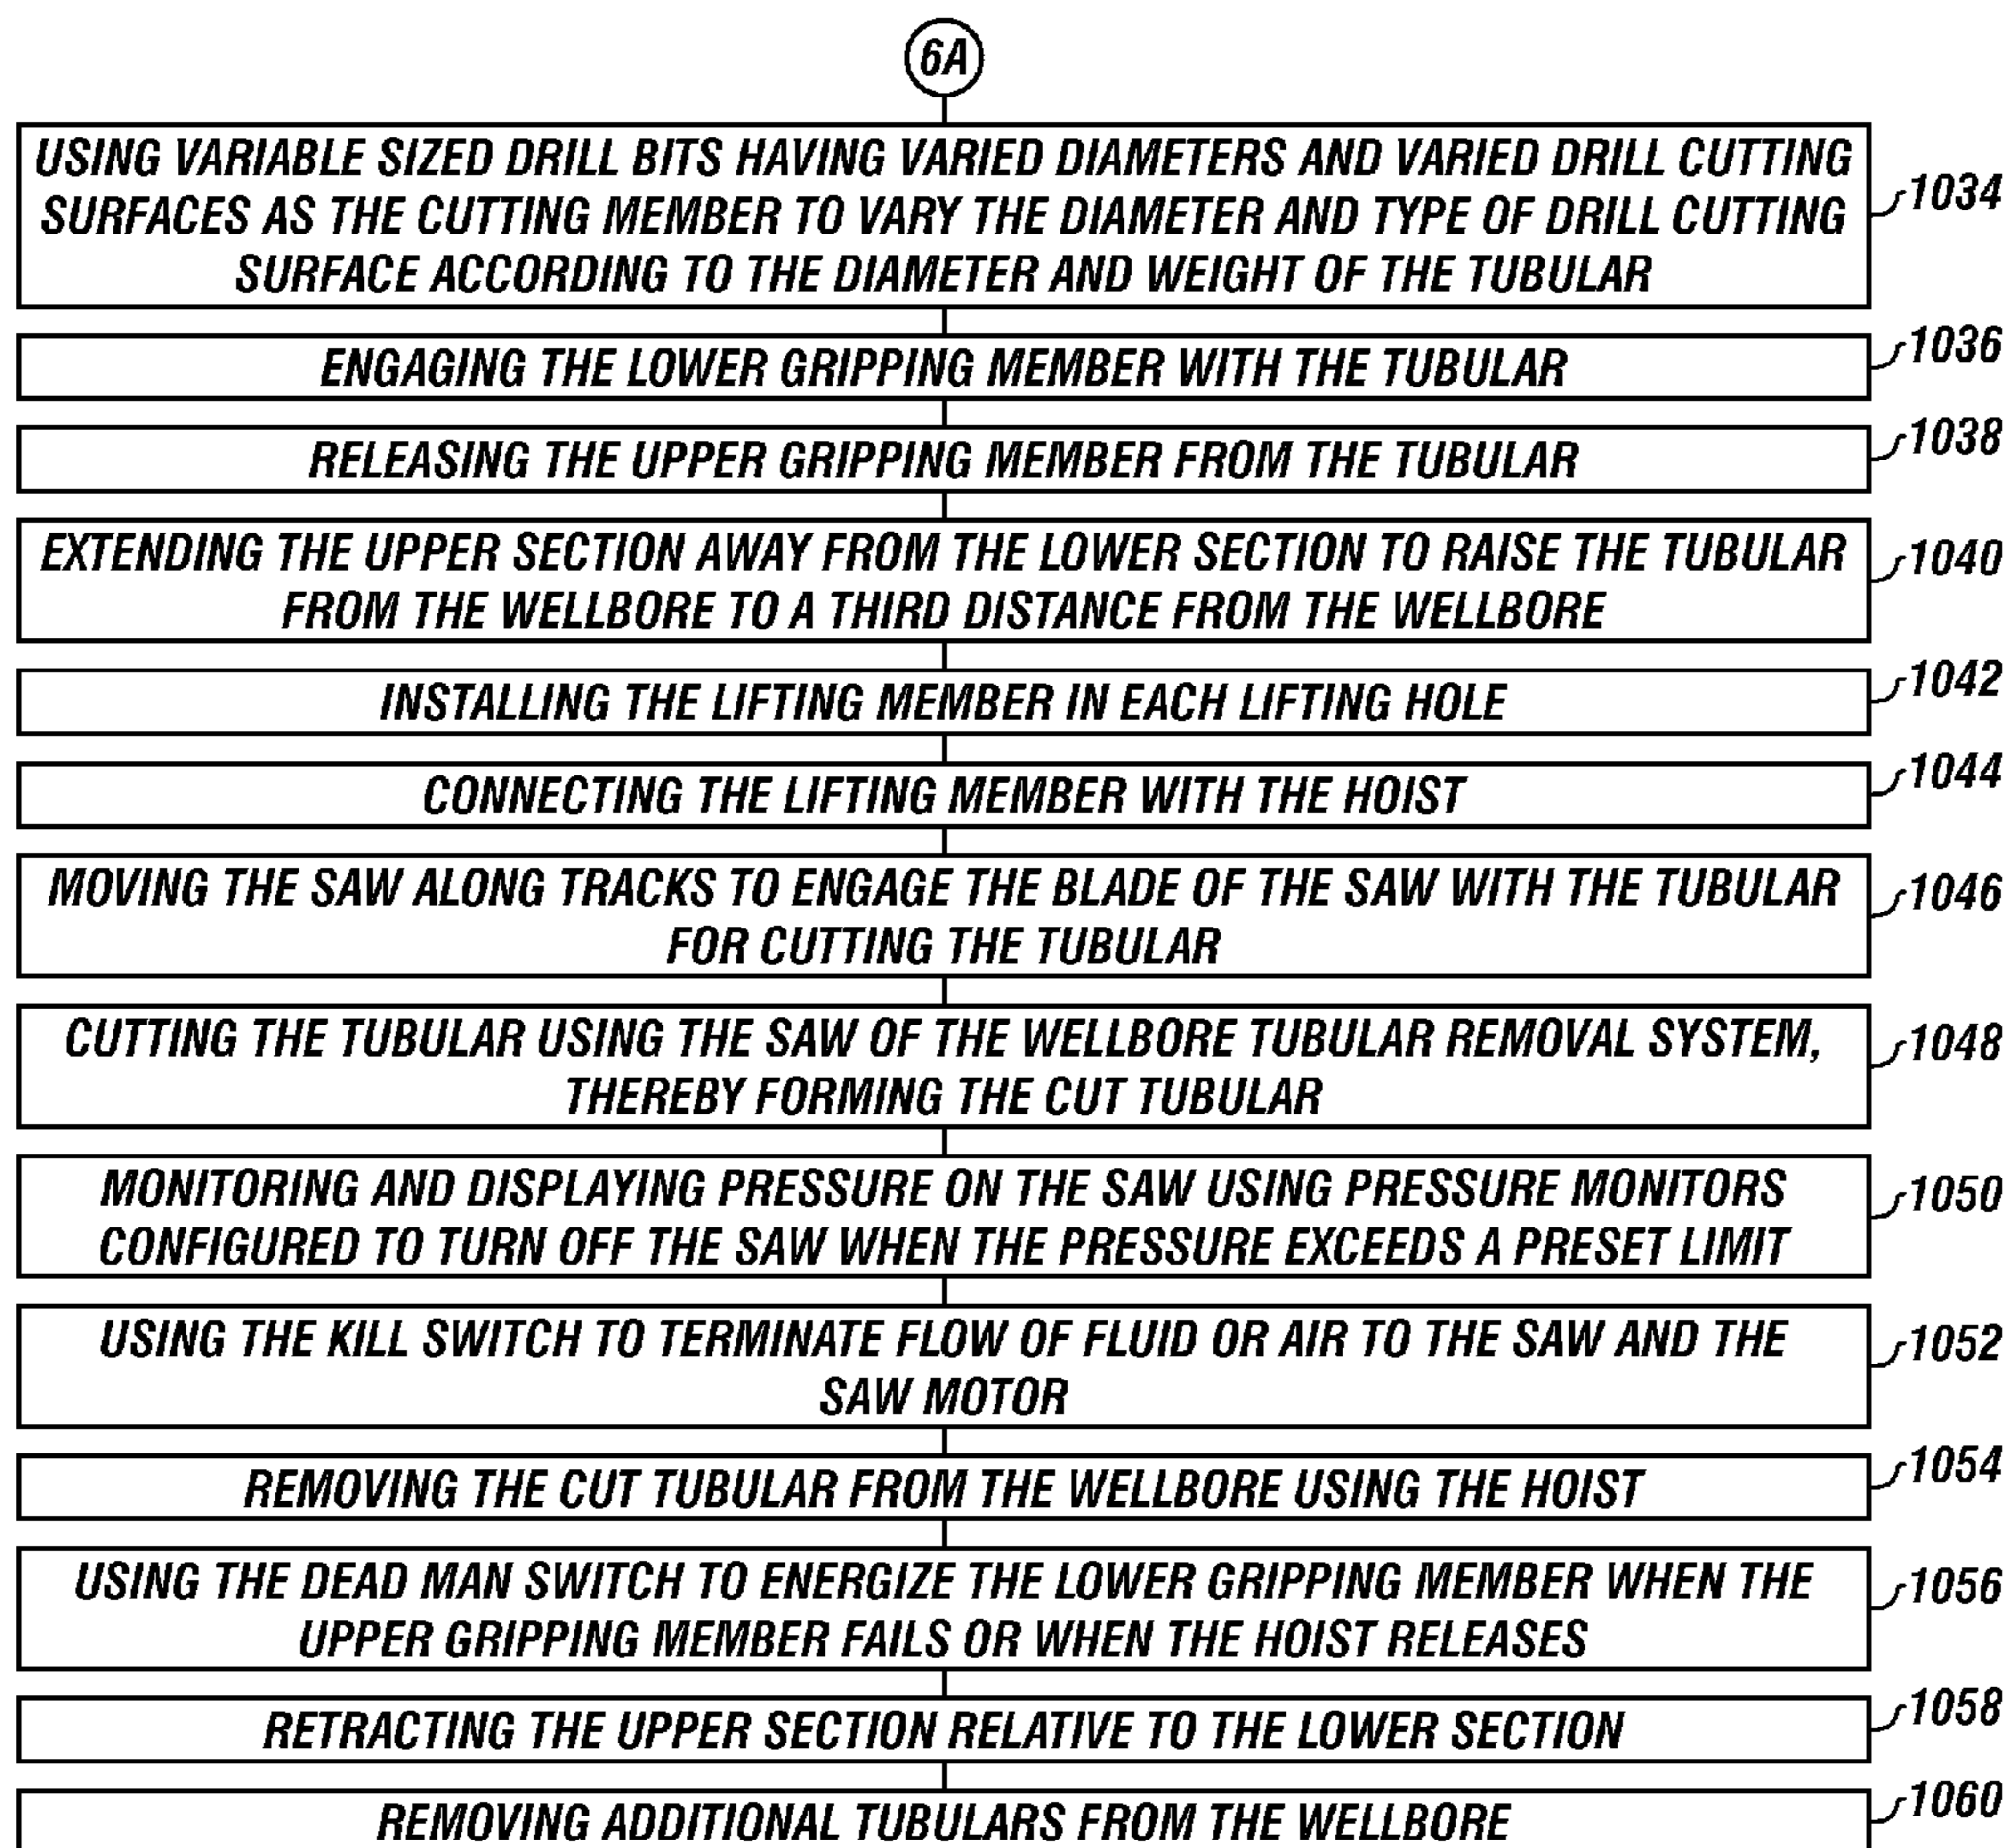 6A
USING VARIABLE SIZED DRILL BITS HAVING VARIED DIAMETERS AND VARIED DRILL CUTTING
SURFACES AS THE CUTTING MEMBER TO VARY THE DIAMETER AND TYPE OF DRILL CUTTING
SURFACE ACCORDING TO THE DIAMETER AND WEIGHT OF THE TUBULAR
1034
ENGAGING THE LOWER GRIPPING MEMBER WITH THE TUBULAR
1036
RELEASING THE UPPER GRIPPING MEMBER FROM THE TUBULAR
1038
EXTENDING THE UPPER SECTION AWAY FROM THE LOWER SECTION TO RAISE THE TUBULAR
FROM THE WELLBORE TO A THIRD DISTANCE FROM THE WELLBORE
1040
INSTALLING THE LIFTING MEMBER IN EACH LIFTING HOLE
1042
CONNECTING THE LIFTING MEMBER WITH THE HOIST
1044
MOVING THE SAW ALONG TRACKS TO ENGAGE THE BLADE OF THE SAW WITH THE TUBULAR
FOR CUTTING THE TUBULAR
1046
CUTTING THE TUBULAR USING THE SAW OF THE WELLBORE TUBULAR REMOVAL SYSTEM,
THEREBY FORMING THE CUT TUBULAR
1048
MONITORING AND DISPLAYING PRESSURE ON THE SAW USING PRESSURE MONITORS
CONFIGURED TO TURN OFF THE SAW WHEN THE PRESSURE EXCEEDS A PRESET LIMIT
1050
USING THE KILL SWITCH TO TERMINATE FLOW OF FLUID OR AIR TO THE SAW AND THE
SAW MOTOR
1052
REMOVING THE CUT TUBULAR FROM THE WELLBORE USING THE HOIST
1054
USING THE DEAD MAN SWITCH TO ENERGIZE THE LOWER GRIPPING MEMBER WHEN THE
UPPER GRIPPING MEMBER FAILS OR WHEN THE HOIST RELEASES
1056
RETRACTING THE UPPER SECTION RELATIVE TO THE LOWER SECTION
1058
REMOVING ADDITIONAL TUBULARS FROM THE WELLBORE
1060